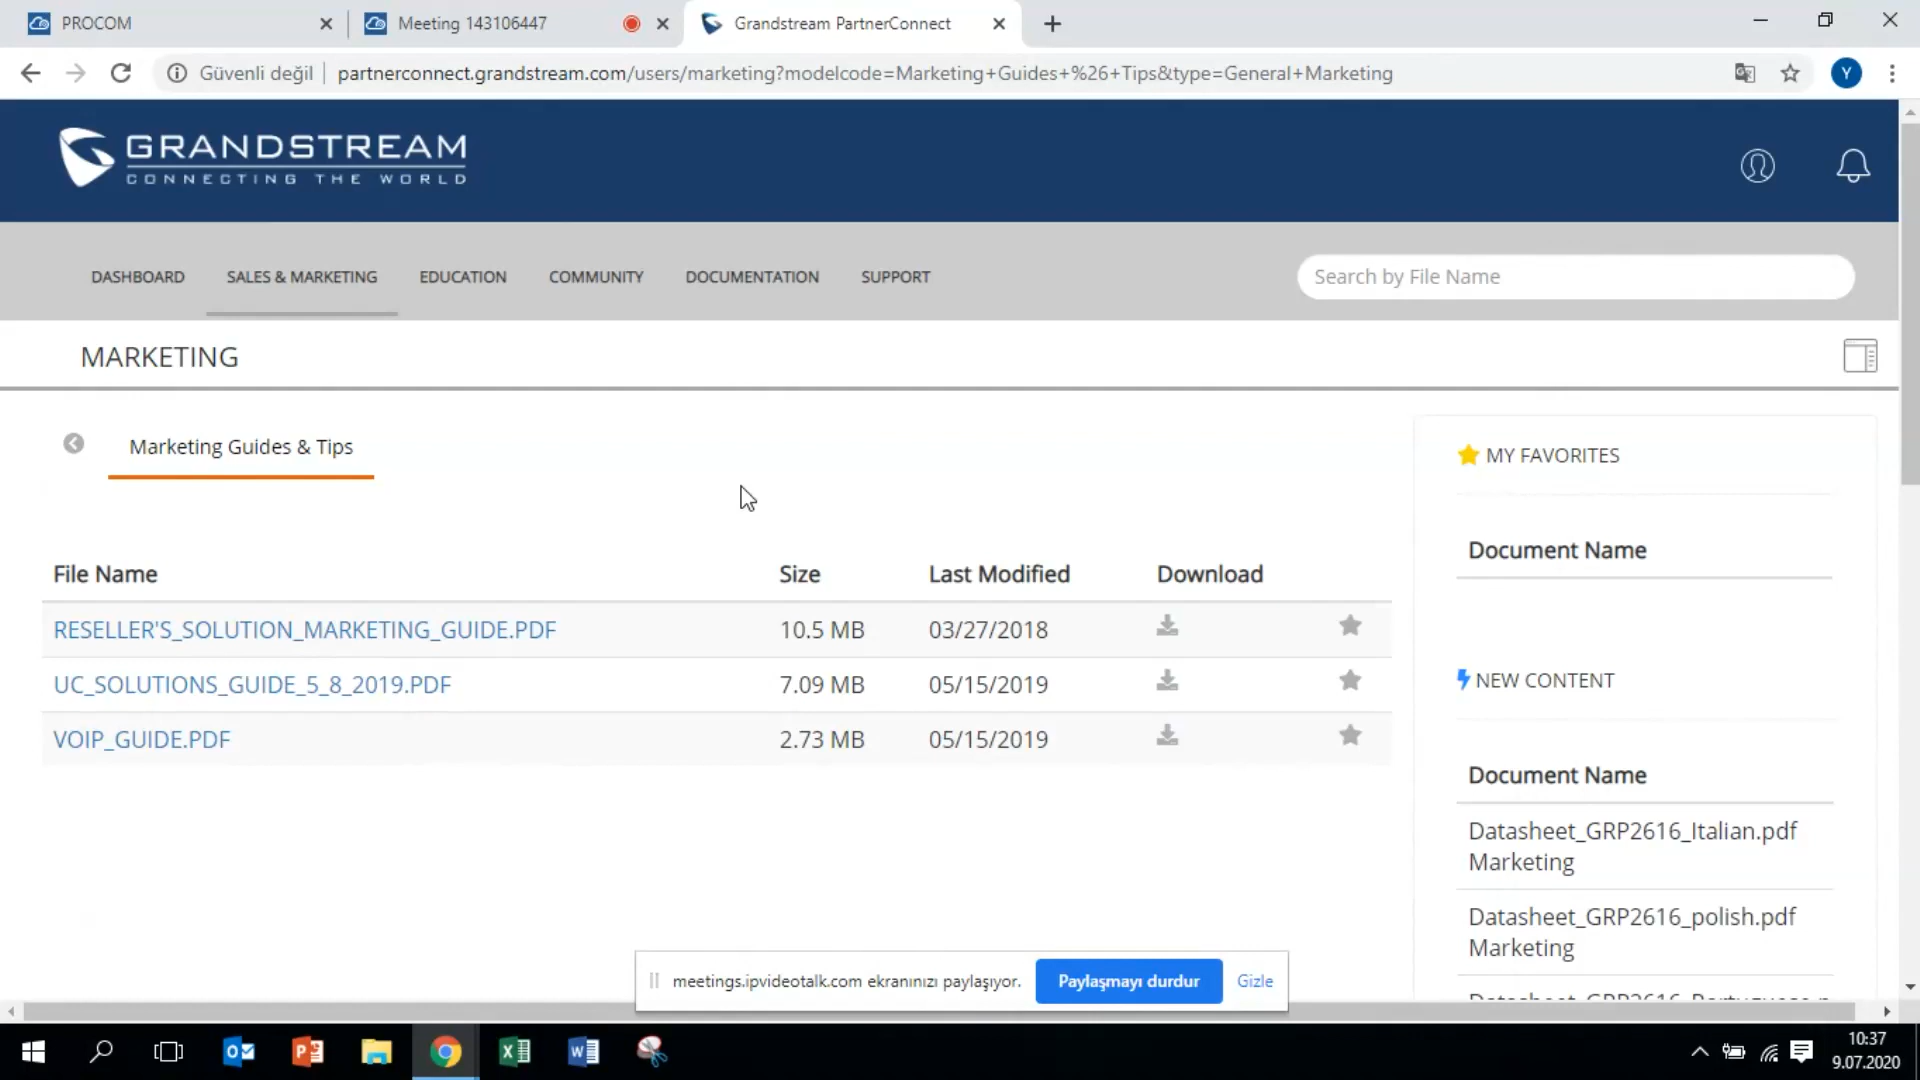 PROCOM
Meeting 143106447
Grandstream PartnerConnect
Güvenli değil
partnerconnect.grandstream.com/users/marketing?modelcode=Marketing+Guides+%26+Tips&type=General+Marketing
Y
GRANDSTREAM
CONNECTING THE WORLD
DASHBOARD
SALES & MARKETING
EDUCATION
COMMUNITY
DOCUMENTATION
SUPPORT
Search by File Name
MARKETING
Marketing Guides & Tips
File Name Size Last Modified Download
RESELLER'S_SOLUTION_MARKETING_GUIDE.PDF 10.5 MB 03/27/2018
UC_SOLUTIONS_GUIDE_5_8_2019.PDF 7.09 MB 05/15/2019
VOIP_GUIDE.PDF 2.73 MB 05/15/2019
MY FAVORITES
Document Name
NEW CONTENT
Document Name
Datasheet_GRP2616_Italian.pdf
Marketing
Datasheet_GRP2616_polish.pdf
Marketing
meetings.ipvideotalk.com ekranınızı paylaşıyor.
Paylaşmayı durdur
Gizle
10:37
9.07.2020